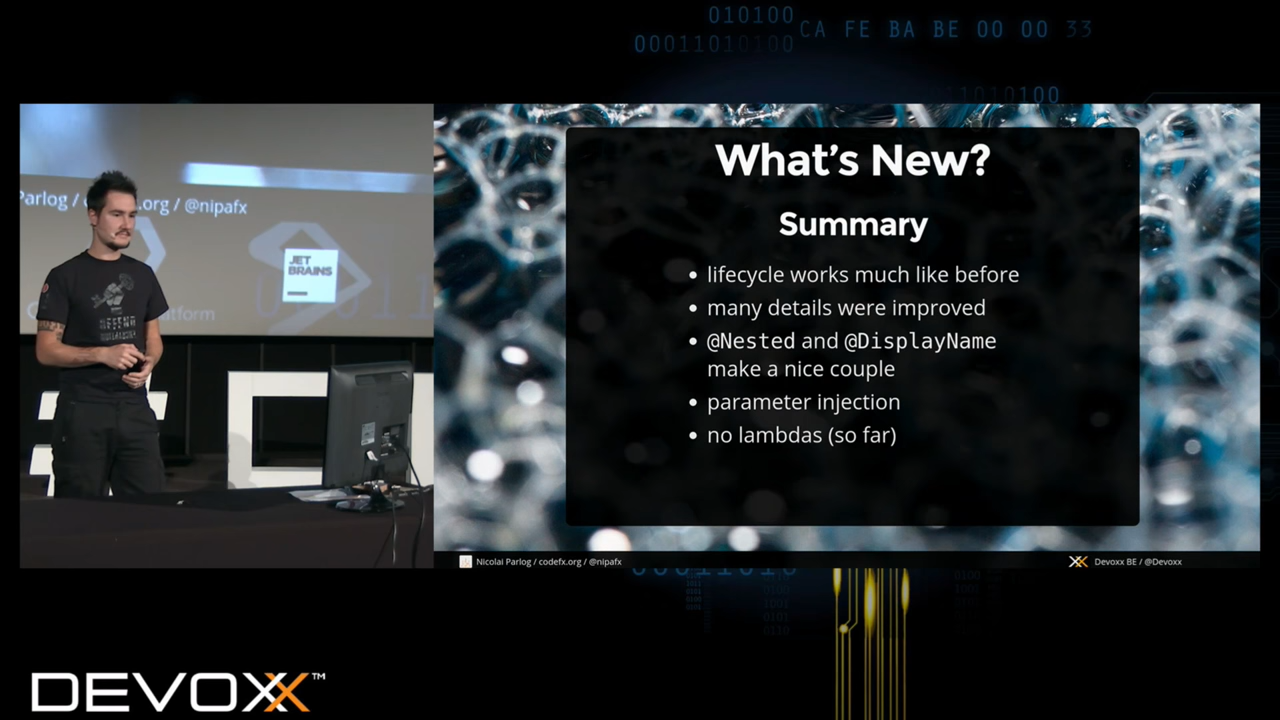 010100
00011010100
CA FE BA BE 00 00 33
11010100
Parlog / c .org / @nipafx
JET
BRAINS
What's New?
Summary
• lifecycle works much like before
• many details were improved
• @Nested and @DisplayName
make a nice couple
• parameter injection
• no lambdas (so far)
Nicolai Parlog / codefx.org / @nipafx
Devoxx BE / @Devoxx
DEVOXX™